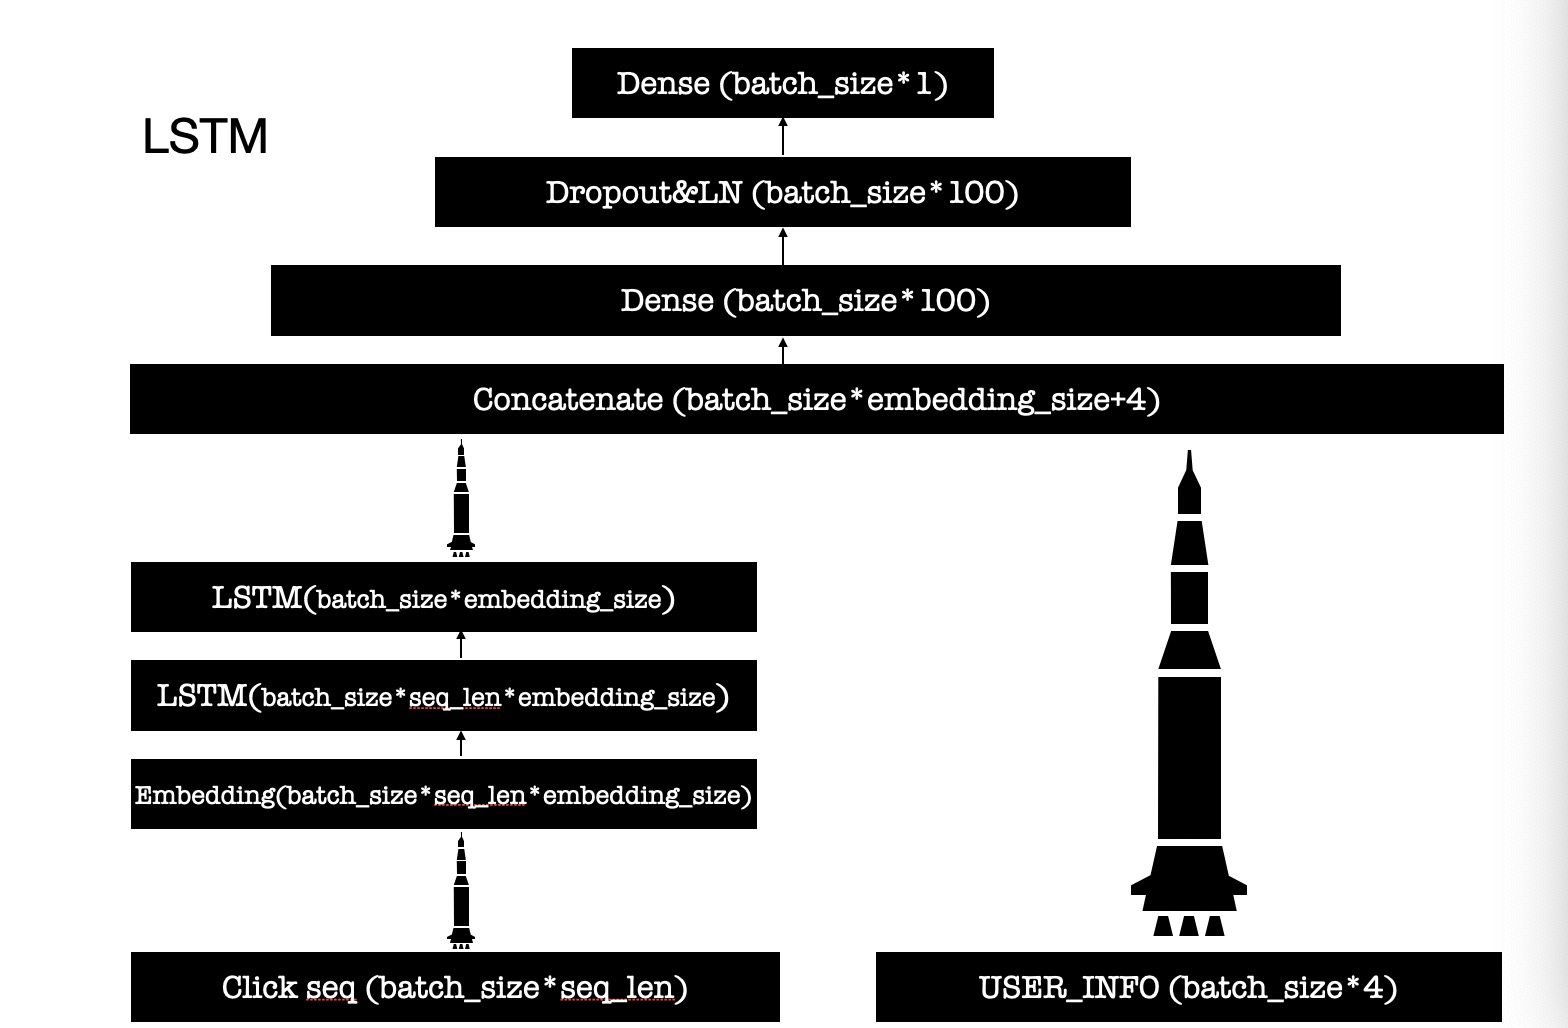 LSTM
Dense (batch_size*1)
Dropout&LN (batch_size*100)
Dense (batch_size*100)
Concatenate (batch_size*embedding_size+4)
LSTM(batch_size*embedding_size)
LSTM(batch_size*seq_len*embedding_size)
Embedding(batch_size*seq_len*embedding_size)
Click seq (batch_size*seq_len)
USER_INFO (batch_size*4)